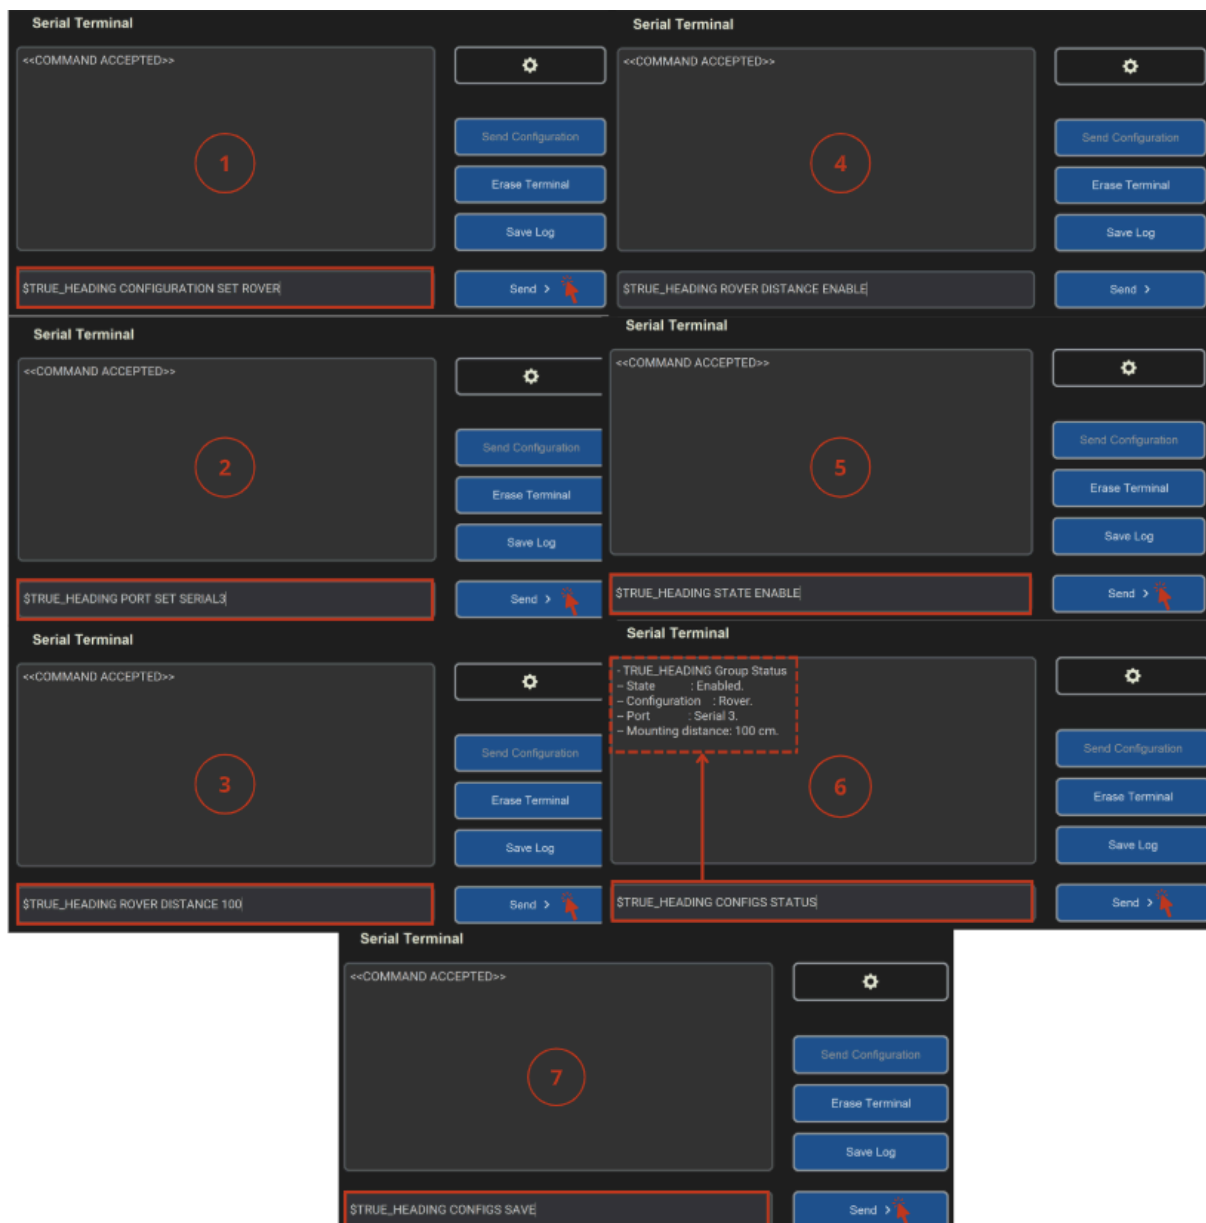 Serial Terminal
<<COMMAND ACCEPTED>>
1
Send Configuration
Erase Terminal
Save Log
$TRUE_HEADING CONFIGURATION SET ROVER
Send >
Serial Terminal
<<COMMAND ACCEPTED>>
2
Send Configuration
Erase Terminal
Save Log
$TRUE_HEADING PORT SET SERIAL3
Send >
Serial Terminal
<<COMMAND ACCEPTED>>
3
Send Configuration
Erase Terminal
Save Log
$TRUE_HEADING ROVER DISTANCE 100
Send >
Serial Terminal
<<COMMAND ACCEPTED>>
4
Send Configuration
Erase Terminal
Save Log
$TRUE_HEADING ROVER DISTANCE ENABLE
Send >
Serial Terminal
<<COMMAND ACCEPTED>>
5
Send Configuration
Erase Terminal
Save Log
$TRUE_HEADING STATE ENABLE
Send >
Serial Terminal
- TRUE_HEADING Group Status
– State : Enabled.
– Configuration : Rover.
– Port : Serial 3.
– Mounting distance: 100 cm.
6
Send Configuration
Erase Terminal
Save Log
$TRUE_HEADING CONFIGS STATUS
Send >
Serial Terminal
<<COMMAND ACCEPTED>>
7
Send Configuration
Erase Terminal
Save Log
$TRUE_HEADING CONFIGS SAVE
Send >